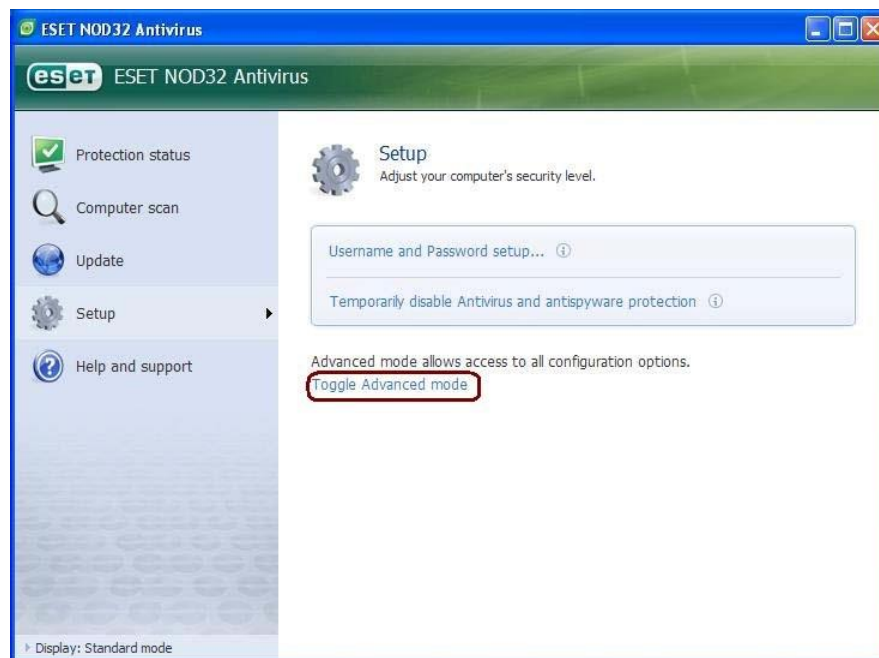 ESET NOD32 Antivirus
eset ESET NOD32 Antivirus
Protection status
Computer scan
Update
Setup
Help and support
Display: Standard mode
Setup
Adjust your computer's security level.
Username and Password setup...
Temporarily disable Antivirus and antispyware protection
Advanced mode allows access to all configuration options.
Toggle Advanced mode